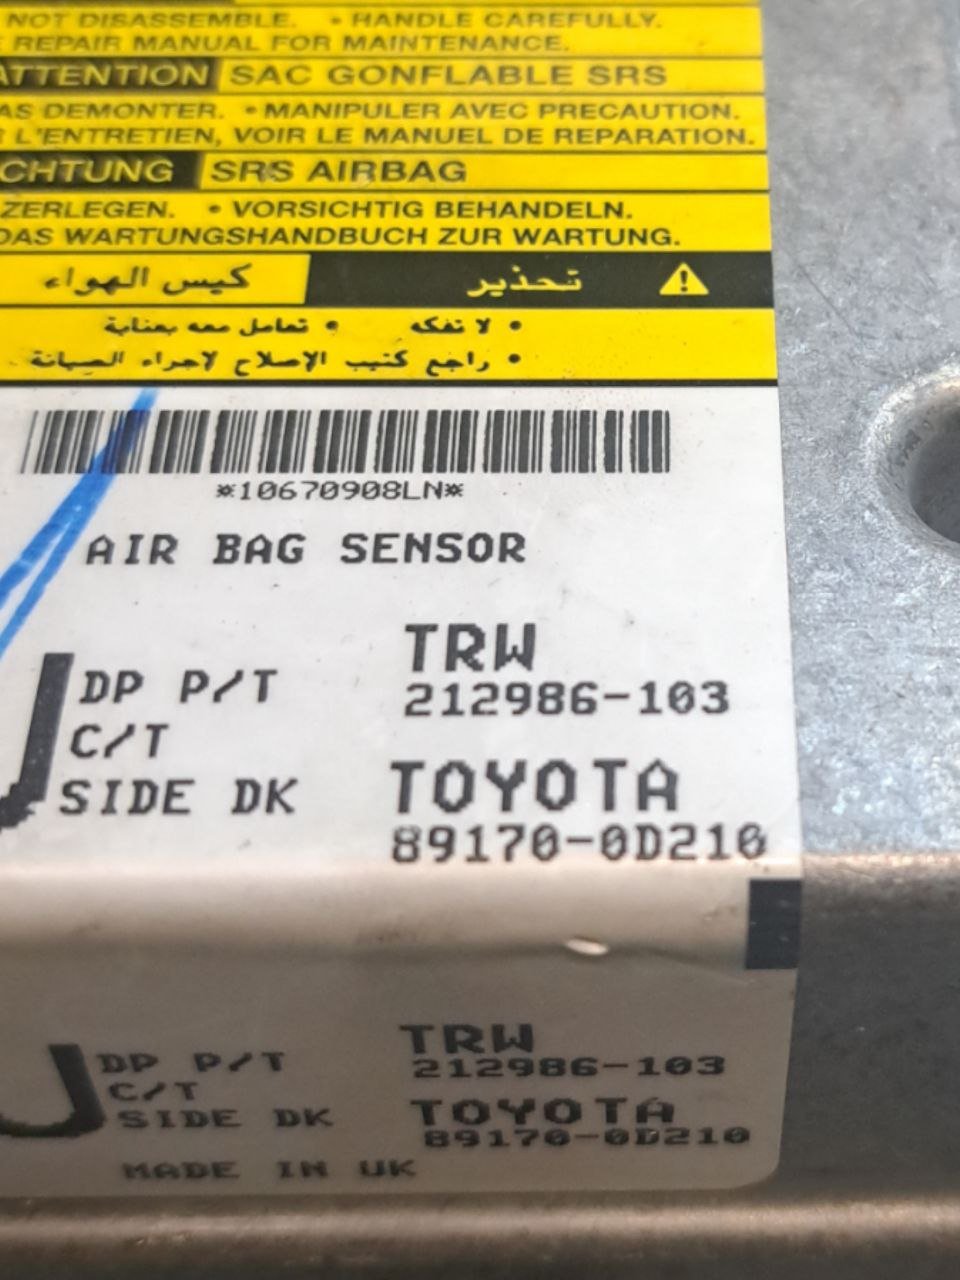 NOT DISASSEMBLE. • HANDLE CAREFULLY.
REPAIR MANUAL FOR MAINTENANCE.
ATTENTION SAC GONFLABLE SRS
AS DEMONTER. • MANIPULER AVEC PRECAUTION.
L'ENTRETIEN, VOIR LE MANUEL DE REPARATION.
CHTUNG SRS AIRBAG
ZERLEGEN. • VORSICHTIG BEHANDELN.
DAS WARTUNGSHANDBUCH ZUR WARTUNG.
تحذير كيس الهواء
• لا تفكه • تعامل معه بعناية
• راجع كتيب الإصلاح لاجراء الصيانة
*10670908LN*
AIR BAG SENSOR
TRW
DP P/T 212986-103
C/T
TOYOTA
SIDE DK
89170-0D210
TRW
DP P/T 212986-103
C/T
TOYOTA
SIDE DK
89170-0D210
MADE IN UK